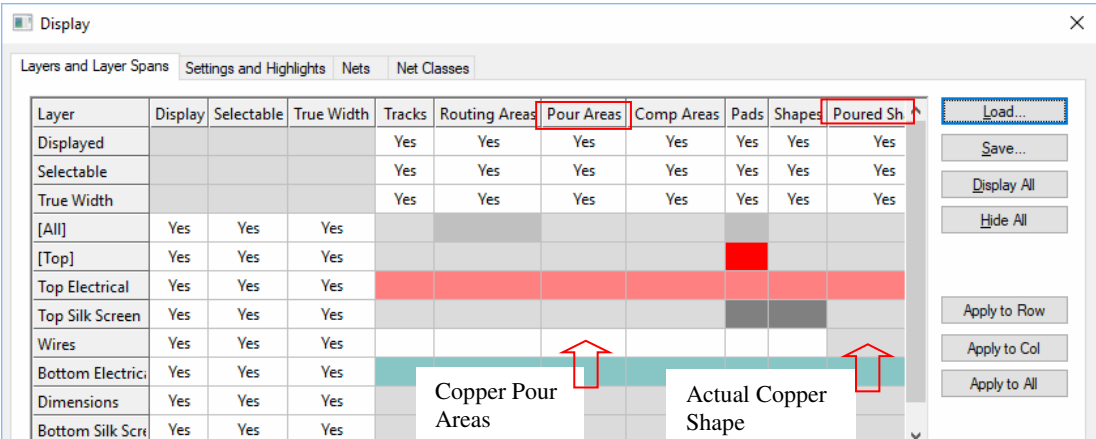 Display
Layers and Layer Spans Settings and Highlights Nets Net Classes
Layer Display Selectable True Width Tracks Routing Areas Pour Areas Comp Areas Pads Shapes Poured Sh
Displayed Yes Yes Yes Yes Yes Yes Yes
Selectable Yes Yes Yes Yes Yes Yes Yes
True Width Yes Yes Yes Yes Yes Yes Yes
[All] Yes Yes Yes
[Top] Yes Yes Yes
Top Electrical Yes Yes Yes
Top Silk Screen Yes Yes Yes
Wires Yes Yes Yes
Bottom Electrica Yes Yes Yes
Dimensions Yes Yes Yes
Bottom Silk Scre Yes Yes Yes
Copper Pour
Areas
Actual Copper
Shape
Load...
Save...
Display All
Hide All
Apply to Row
Apply to Col
Apply to All